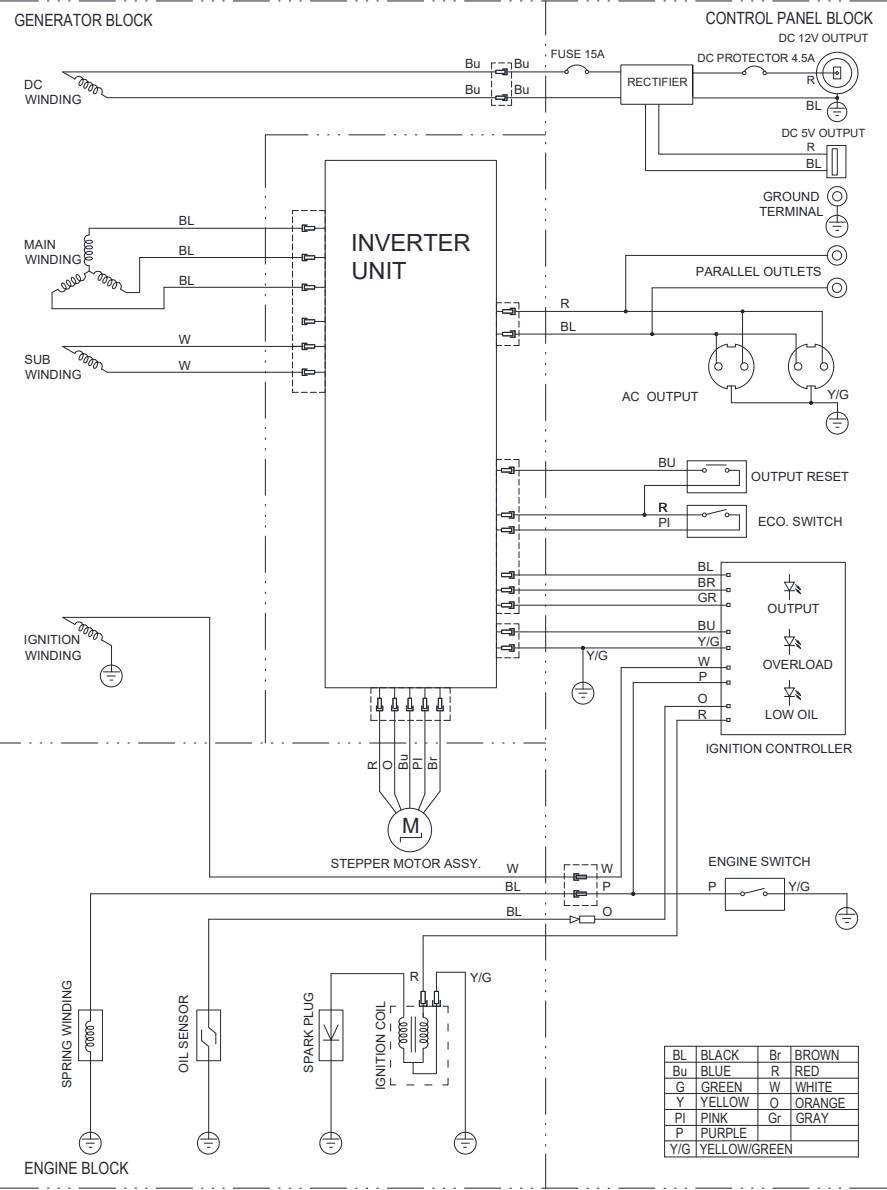 GENERATOR BLOCK
CONTROL PANEL BLOCK
DC 12V OUTPUT
FUSE 15A
DC PROTECTOR 4.5A
Bu Bu
RECTIFIER
R
DC
WINDING
Bu Bu
BL
DC 5V OUTPUT
R
BL
GROUND
TERMINAL
INVERTER
UNIT
BL
MAIN
WINDING
BL
BL
PARALLEL OUTLETS
R
BL
W
SUB
WINDING
W
AC OUTPUT
Y/G
BU
OUTPUT RESET
R
PI
ECO. SWITCH
BL
BR
GR
OUTPUT
BU
Y/G
Y/G
OVERLOAD
W
P
O
R
LOW OIL
IGNITION CONTROLLER
IGNITION
WINDING
R
O
Bu
PI
Br
M
STEPPER MOTOR ASSY.
ENGINE SWITCH
W W
BL P
P Y/G
BL O
R Y/G
SPRING WINDING
OIL SENSOR
SPARK PLUG
IGNITION COIL
BL BLACK Br BROWN
Bu BLUE R RED
G GREEN W WHITE
Y YELLOW O ORANGE
PI PINK Gr GRAY
P PURPLE
Y/G YELLOW/GREEN
ENGINE BLOCK